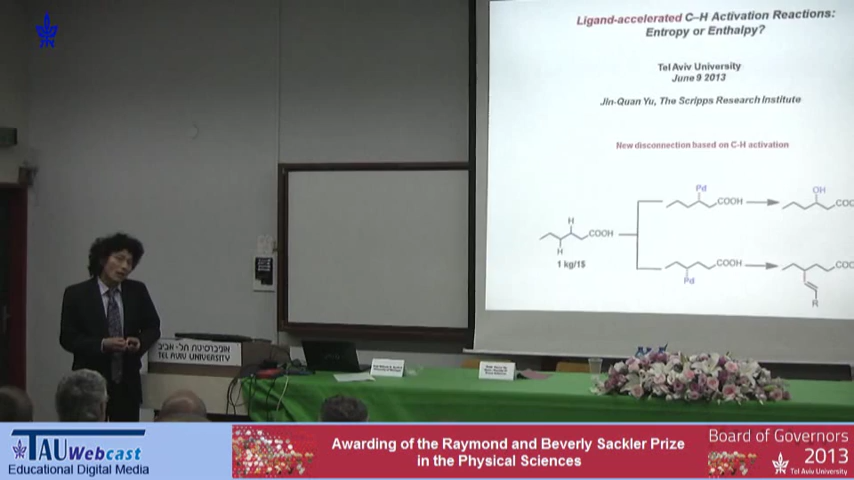 Ligand-accelerated C–H Activation Reactions:
Entropy or Enthalpy?
Tel Aviv University
June 9 2013
Jin-Quan Yu, The Scripps Research Institute
New disconnection based on C-H activation
Pd
COOH
OH
COO
H
COOH
H
1 kg/1$
COOH
Pd
COO
R
אוניברסיטת תל-אביב
TEL AVIV UNIVERSITY
TAU Webcast
Educational Digital Media
Awarding of the Raymond and Beverly Sackler Prize
in the Physical Sciences
Board of Governors
2013
Tel Aviv University